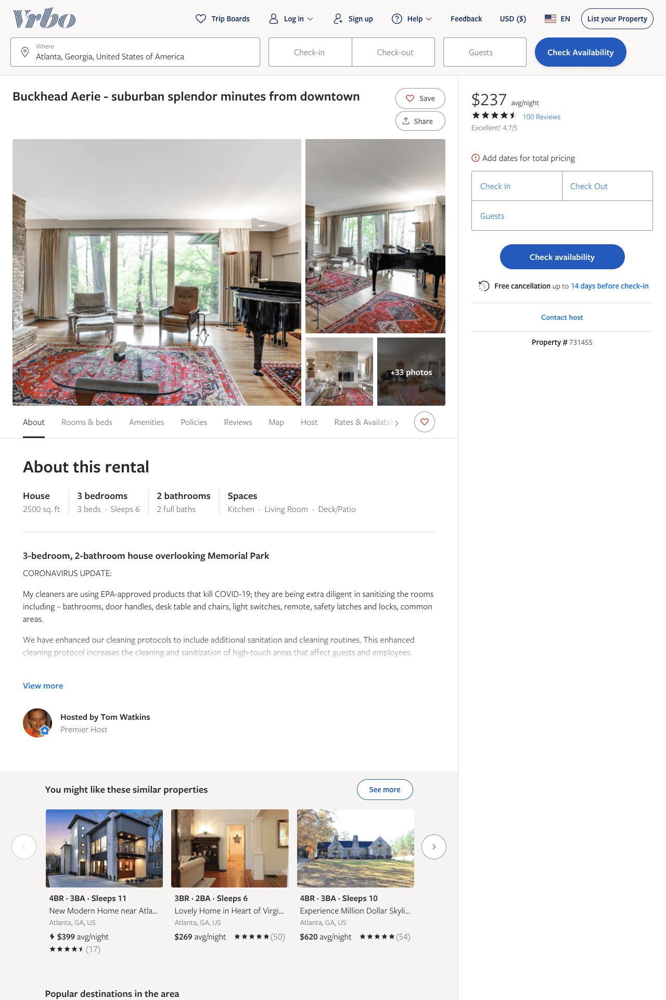 Vrbo
Trip Boards
Log in
Sign up
Help
Feedback
USD ($)
EN
List your Property
Where
Atlanta, Georgia, United States of America
Check-in
Check-out
Guests
Check Availability
Buckhead Aerie - suburban splendor minutes from downtown
Save
Share
+33 photos
$237 avg/night
100 Reviews
Excellent! 4.7/5
Add dates for total pricing
Check In
Check Out
Guests
Check availability
Free cancellation up to 14 days before check-in
Contact host
Property # 731455
About
Rooms & beds
Amenities
Policies
Reviews
Map
Host
Rates & Availabili
About this rental
House
2500 sq. ft
3 bedrooms
3 beds · Sleeps 6
2 bathrooms
2 full baths
Spaces
Kitchen · Living Room · Deck/Patio
3-bedroom, 2-bathroom house overlooking Memorial Park
CORONAVIRUS UPDATE:
My cleaners are using EPA-approved products that kill COVID-19; they are being extra diligent in sanitizing the rooms
including – bathrooms, door handles, desk table and chairs, light switches, remote, safety latches and locks, common
areas.
We have enhanced our cleaning protocols to include additional sanitation and cleaning routines. This enhanced
cleaning protocol increases the cleaning and sanitization of high-touch areas that affect guests and employees.
View more
Hosted by Tom Watkins
Premier Host
You might like these similar properties
See more
4BR · 3BA · Sleeps 11
New Modern Home near Atla...
Atlanta, GA, US
$399 avg/night
(17)
3BR · 2BA · Sleeps 6
Lovely Home in Heart of Virgi...
Atlanta, GA, US
$269 avg/night (50)
4BR · 3BA · Sleeps 10
Experience Million Dollar Skyli...
Atlanta, GA, US
$620 avg/night (54)
Popular destinations in the area